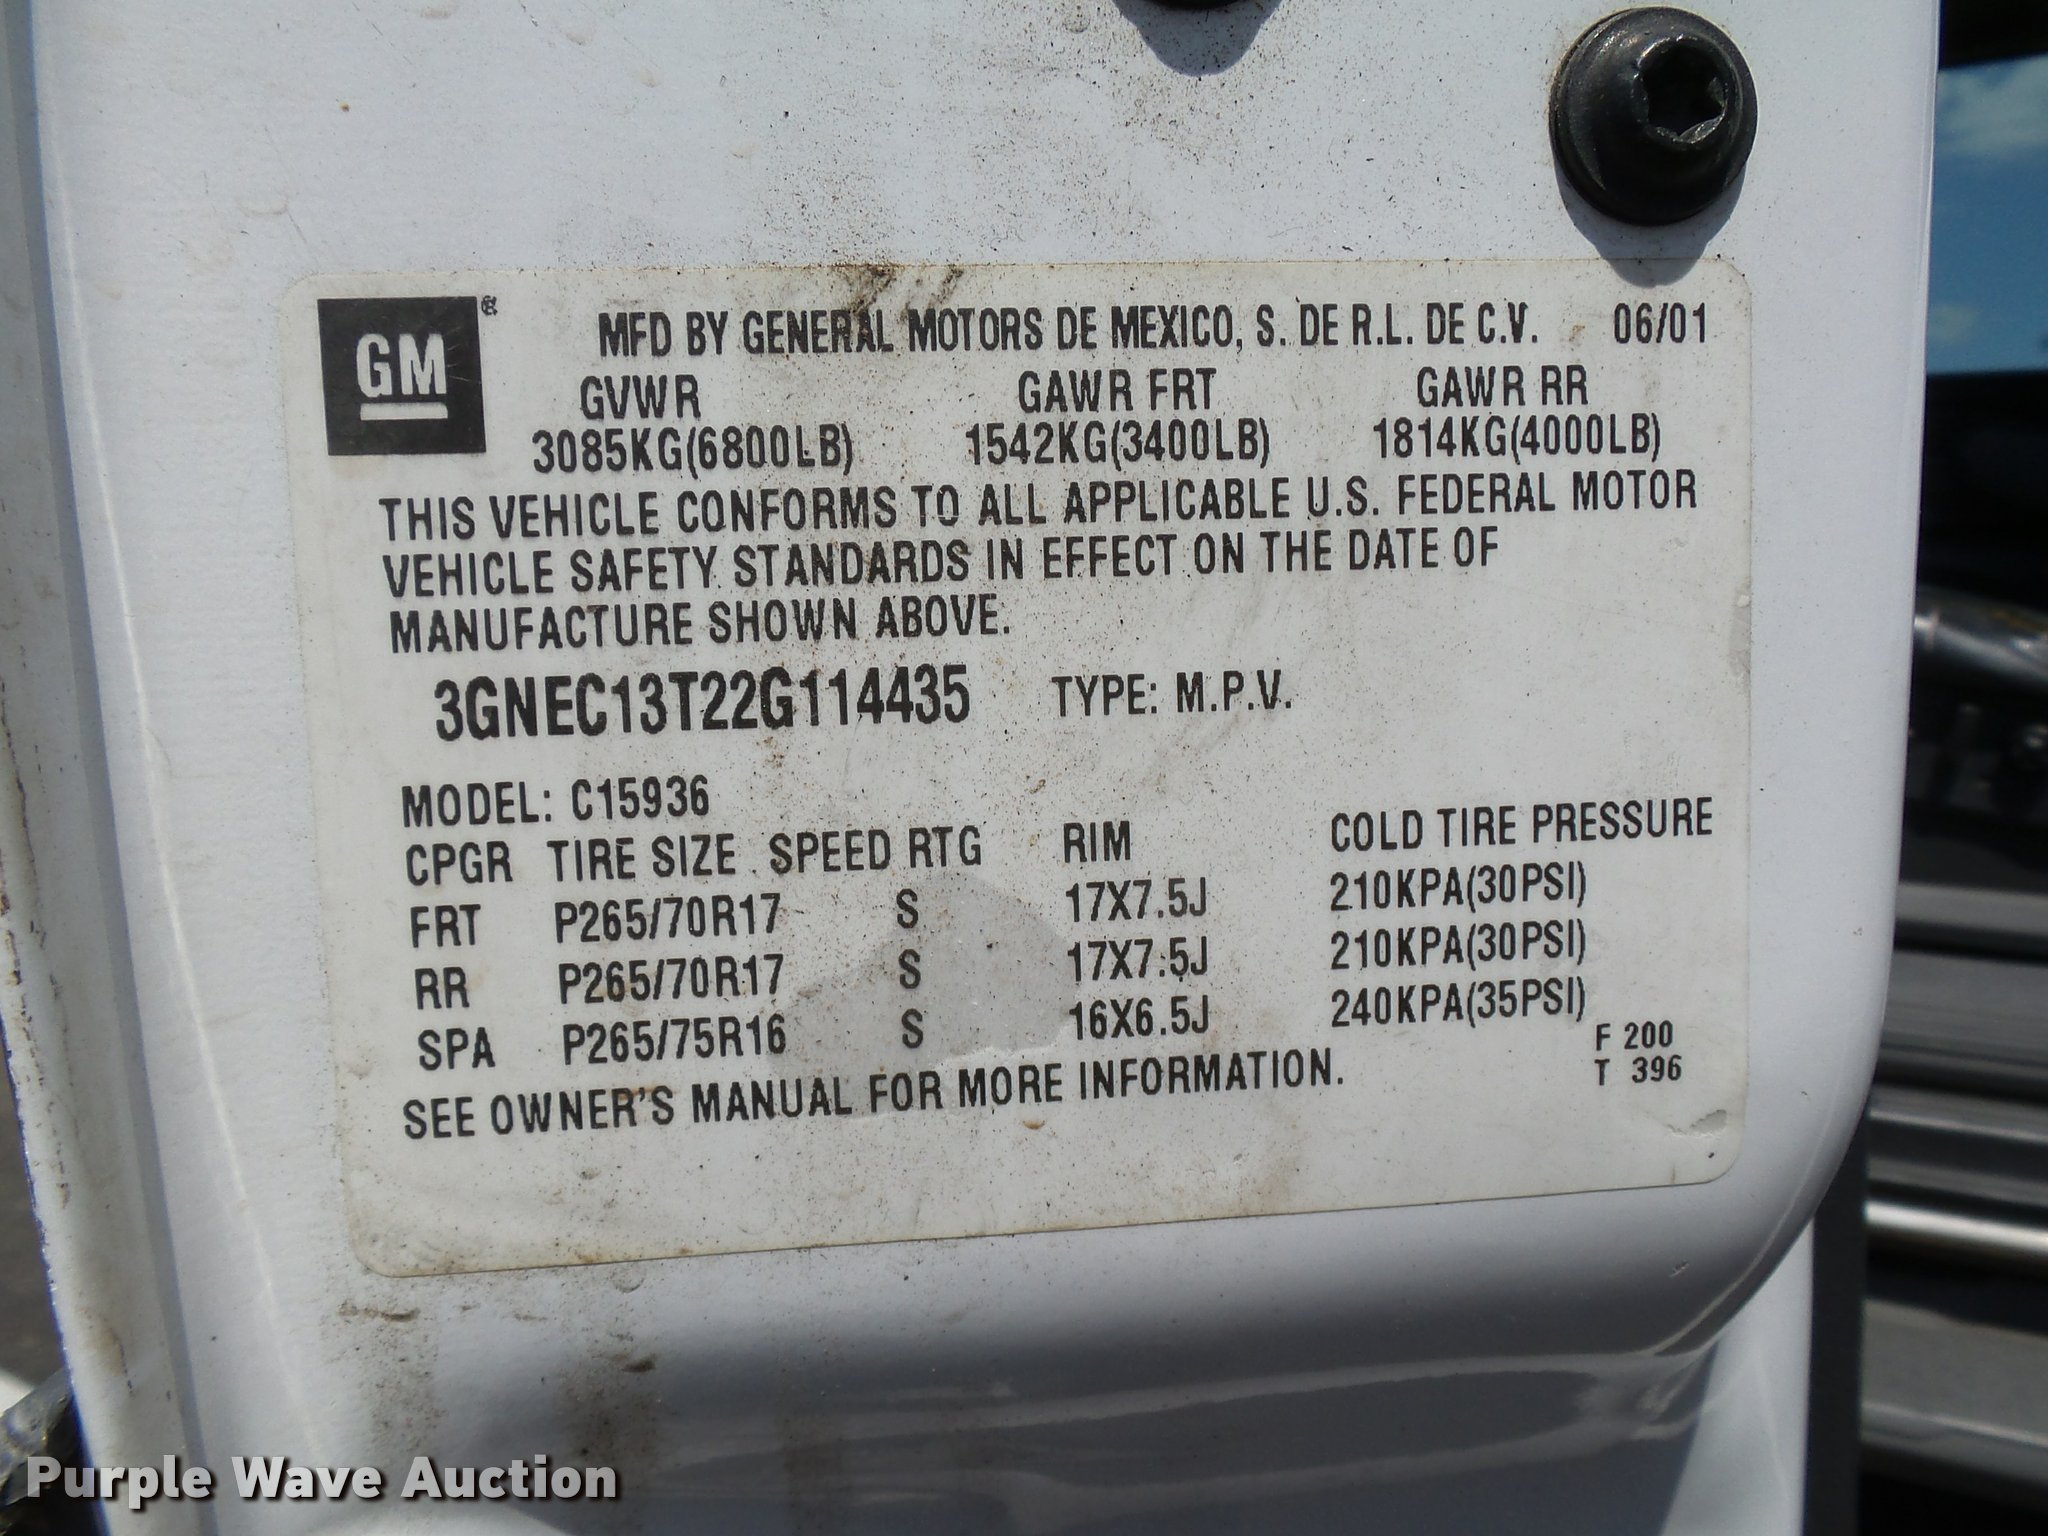 GM ® MFD BY GENERAL MOTORS DE MEXICO, S. DE R.L. DE C.V. 06/01
GVWR GAWR FRT GAWR RR
3085KG(6800LB) 1542KG(3400LB) 1814KG(4000LB)
THIS VEHICLE CONFORMS TO ALL APPLICABLE U.S. FEDERAL MOTOR
VEHICLE SAFETY STANDARDS IN EFFECT ON THE DATE OF
MANUFACTURE SHOWN ABOVE.
3GNEC13T22G114435 TYPE: M.P.V.
MODEL: C15936
CPGR TIRE SIZE SPEED RTG RIM COLD TIRE PRESSURE
FRT P265/70R17 S 17X7.5J 210KPA(30PSI)
RR P265/70R17 S 17X7.5J 210KPA(30PSI)
SPA P265/75R16 S 16X6.5J 240KPA(35PSI)
SEE OWNER'S MANUAL FOR MORE INFORMATION.
F 200
T 396
Purple Wave Auction